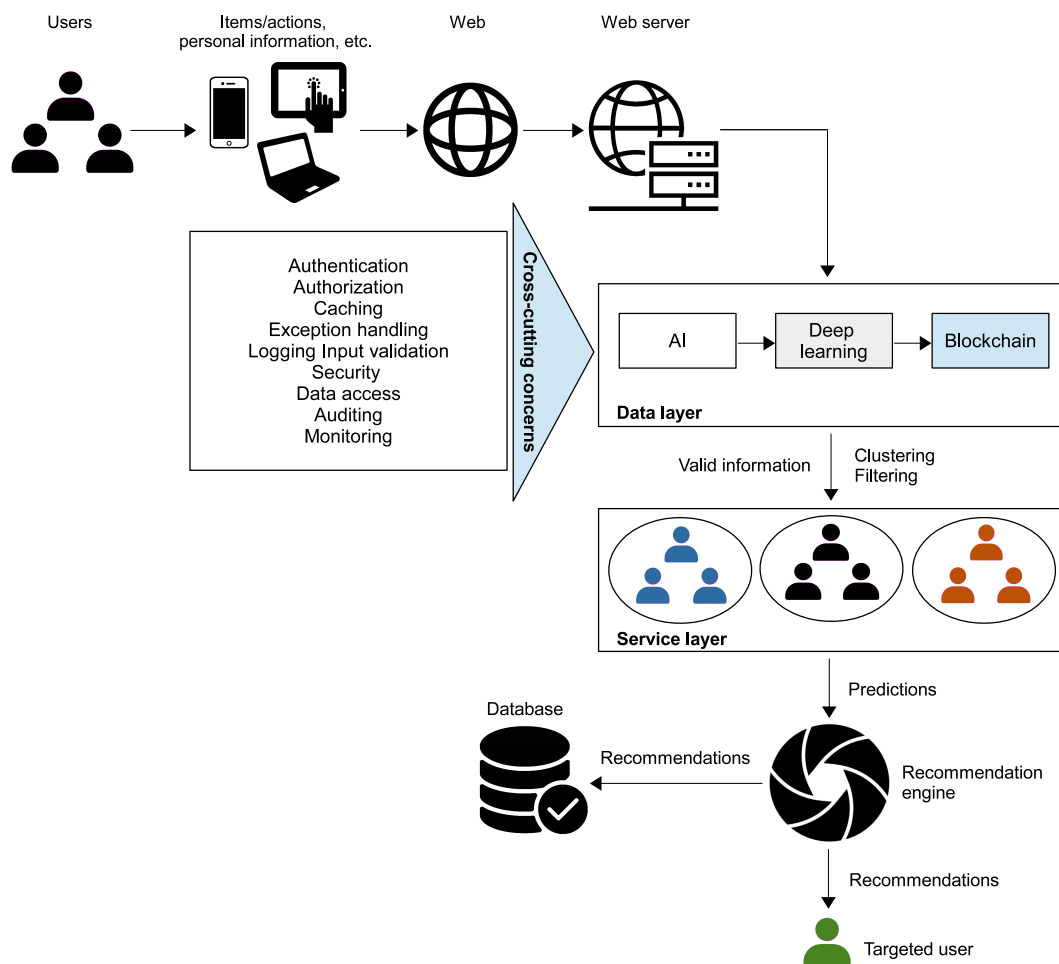 Users
Items/actions,
personal information, etc.
Web
Web server
Authentication
Authorization
Caching
Exception handling
Logging Input validation
Security
Data access
Auditing
Monitoring
Cross-cutting concerns
AI
Deep
learning
Blockchain
Data layer
Valid information
Clustering
Filtering
Service layer
Predictions
Database
Recommendations
Recommendation
engine
Recommendations
Targeted user